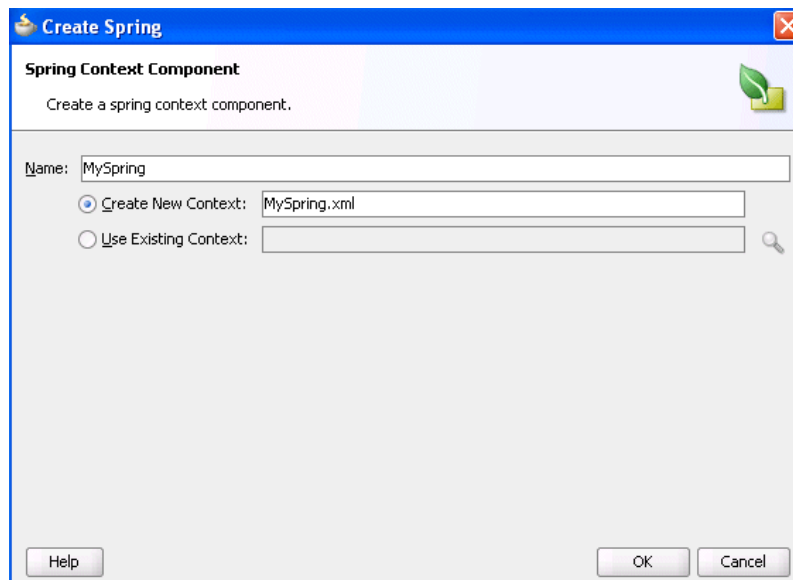 Create Spring
Spring Context Component
Create a spring context component.
Name: MySpring
Create New Context: MySpring.xml
Use Existing Context:
Help OK Cancel